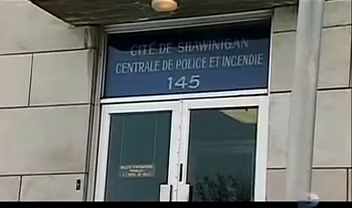 CITÉ DE SHAWINIGAN
CENTRALE DE POLICE ET INCENDIE
145